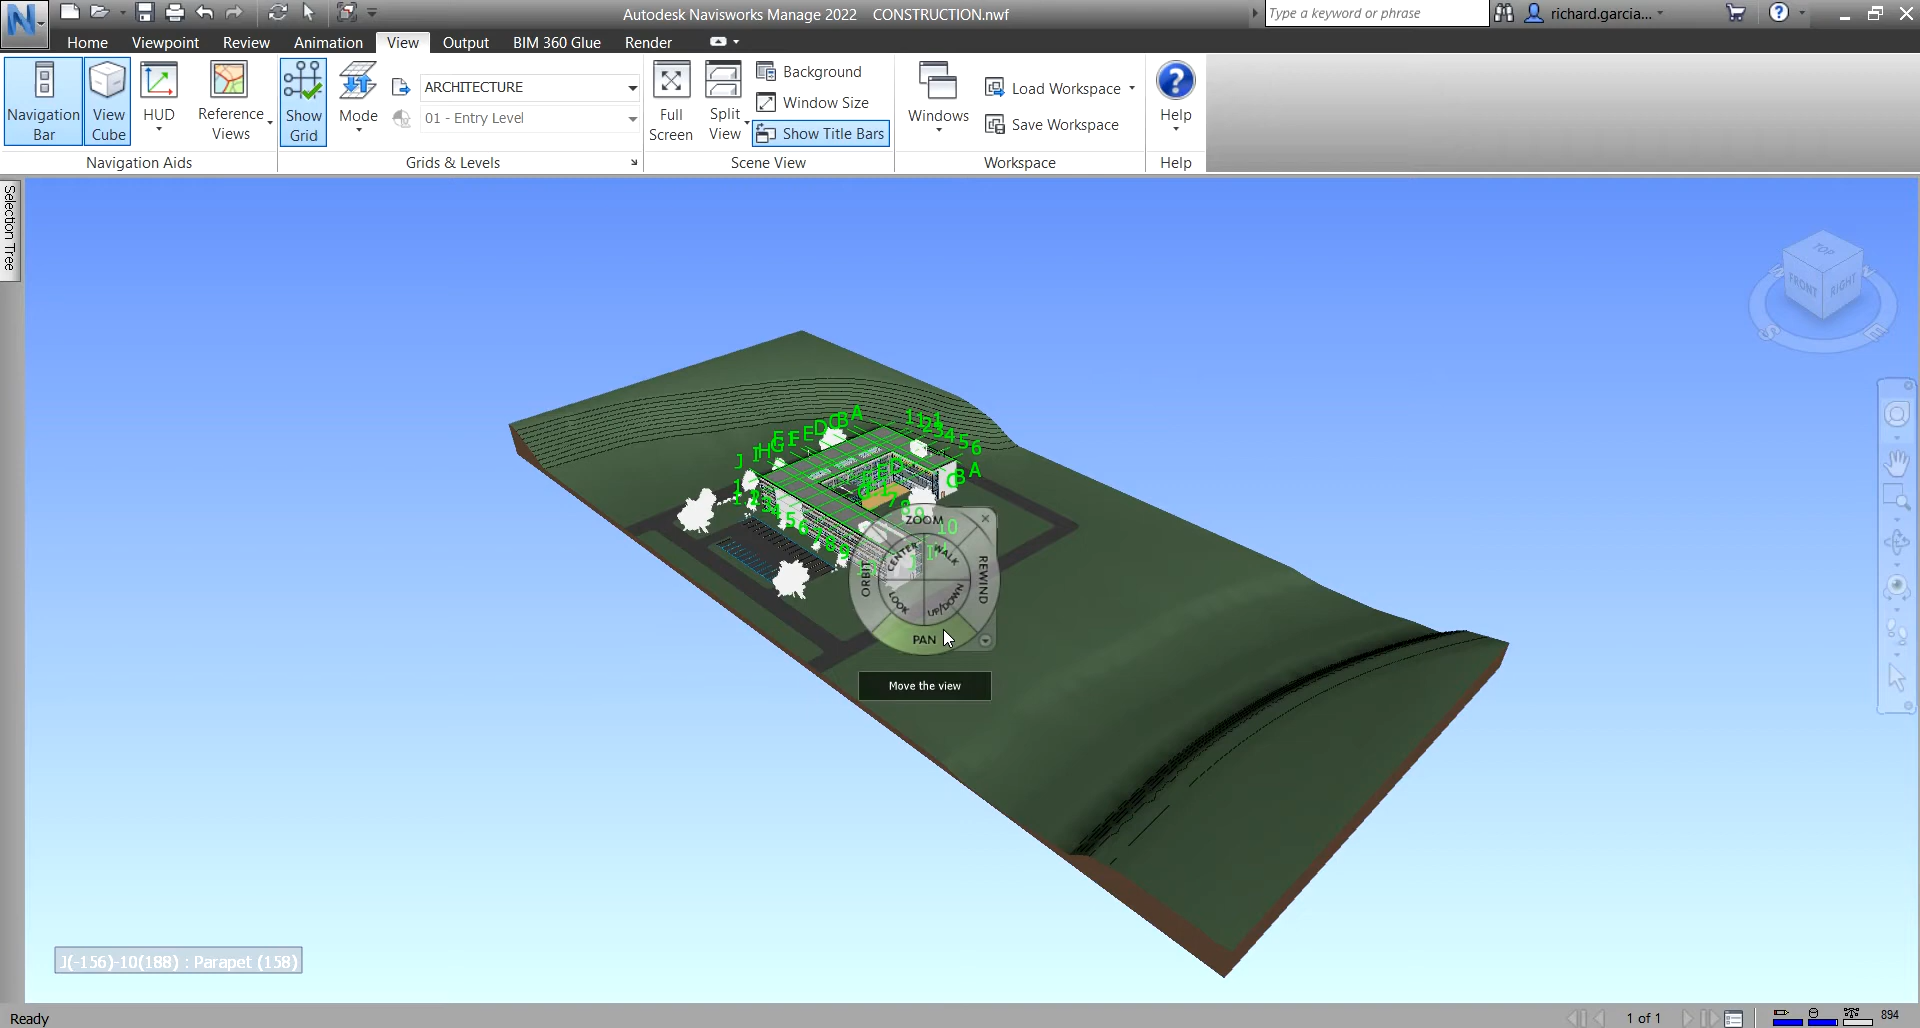 Autodesk Navisworks Manage 2022 CONSTRUCTION.nwf
Type a keyword or phrase
richard.garcia...
Home Viewpoint Review Animation View Output BIM 360 Glue Render
Navigation Bar
View Cube
HUD
Reference Views
Show Grid
Mode
ARCHITECTURE
01 - Entry Level
Full Screen
Split View
Background
Window Size
Show Title Bars
Windows
Load Workspace
Save Workspace
Help
Navigation Aids
Grids & Levels
Scene View
Workspace
Help
Selection Tree
TOP
FRONT
RIGHT
S
E
ZOOM
CENTER
WALK
REWIND
ORBIT
LOOK
UP/DOWN
PAN
Move the view
J(-156)-10(188) : Parapet (158)
Ready
1 of 1
894